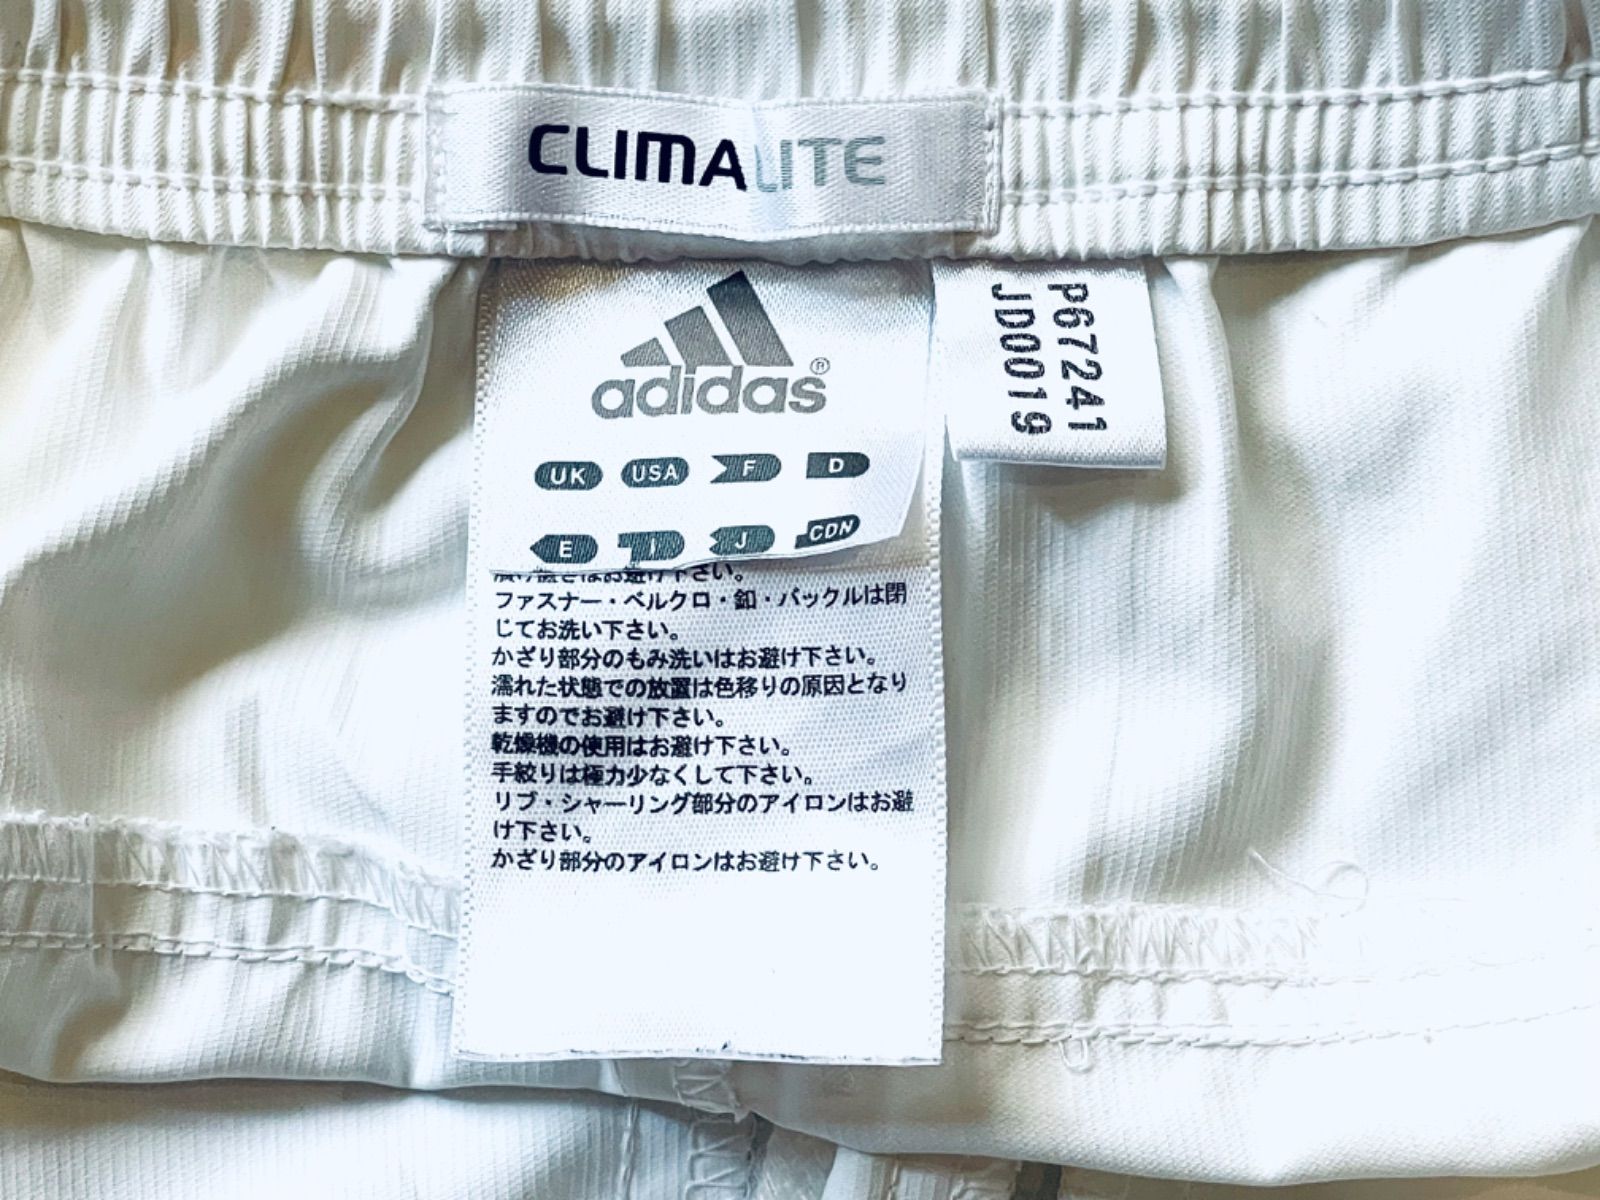 CLIMALITE
adidas®
UK USA F D
E I J CDN
P67241
JD0019
はお避け下さい。
ファスナー・ベルクロ・釦・バックルは閉
じてお洗い下さい。
かざり部分のもみ洗いはお避け下さい。
濡れた状態での放置は色移りの原因となり
ますのでお避け下さい。
乾燥機の使用はお避け下さい。
手絞りは極力少なくして下さい。
リブ・シャーリング部分のアイロンはお避
け下さい。
かざり部分のアイロンはお避け下さい。